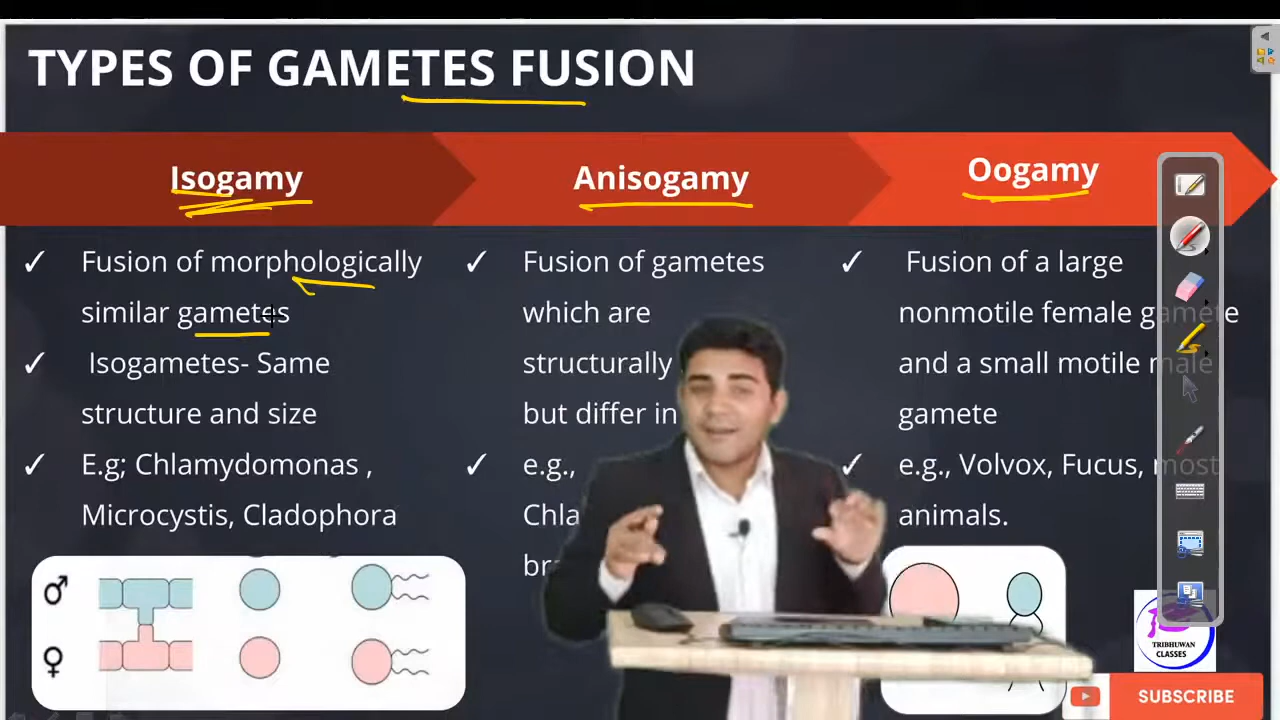 TYPES OF GAMETES FUSION
Isogamy
Anisogamy
Oogamy
✓ Fusion of morphologically
similar gametes
✓ Isogametes- Same
structure and size
✓ E.g; Chlamydomonas ,
Microcystis, Cladophora
✓ Fusion of gametes
which are
structurally
but differ in
✓ e.g.,
✓ Fusion of a large
nonmotile female gamete
and a small motile male
gamete
✓ e.g., Volvox, Fucus, most
animals.
♂
♀
TRIBHUWAN
CLASSES
SUBSCRIBE